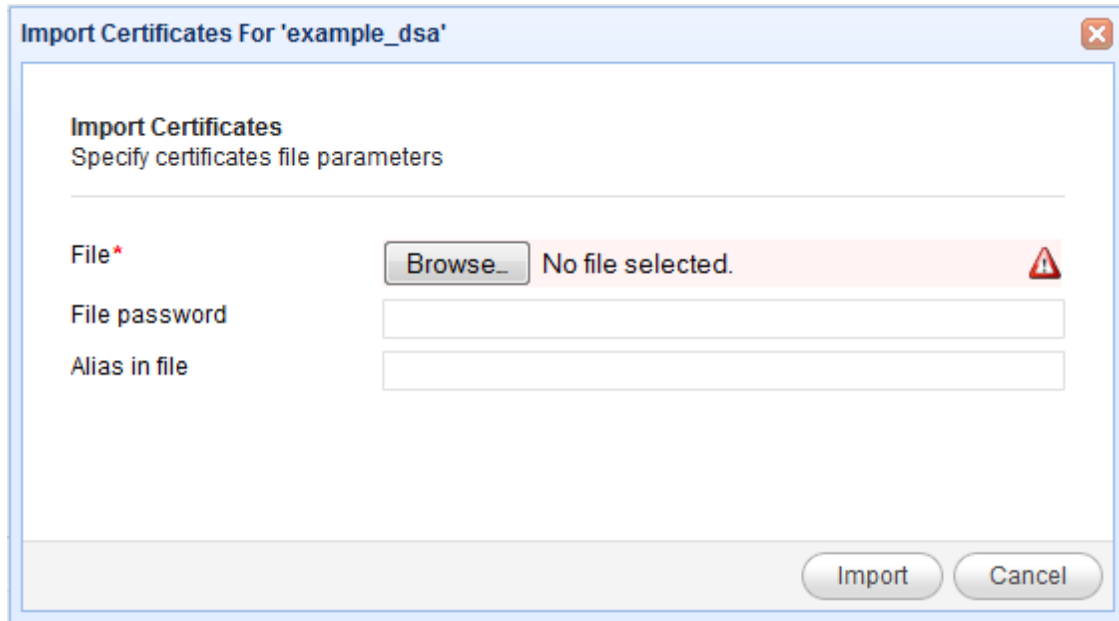 Import Certificates For 'example_dsa'
Import Certificates
Specify certificates file parameters
File*
Browse... No file selected.
File password
Alias in file
Import Cancel